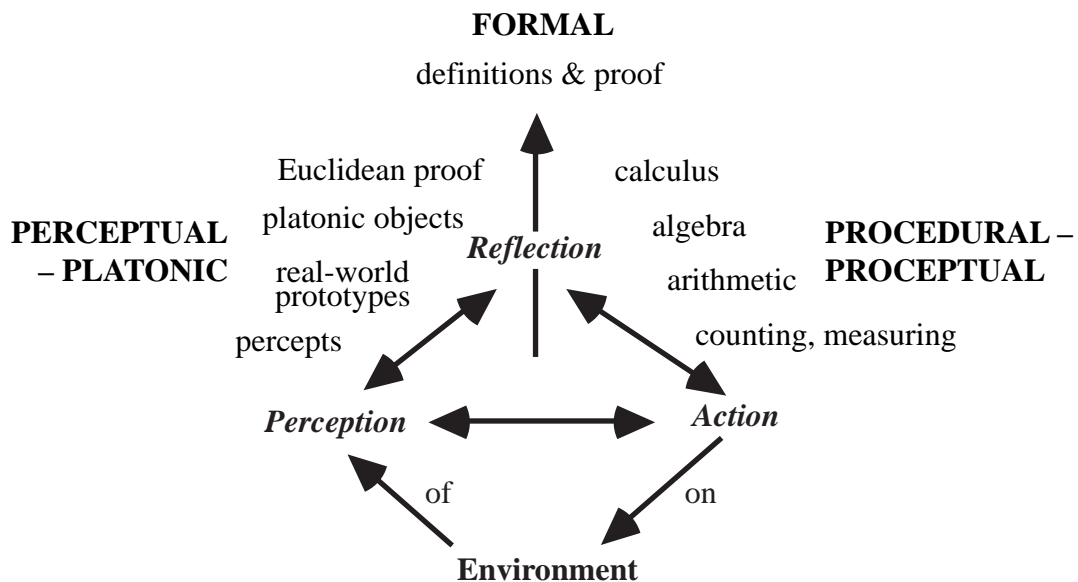 FORMAL
definitions & proof
Euclidean proof
calculus
platonic objects
algebra
PERCEPTUAL
– PLATONIC
Reflection
PROCEDURAL –
PROCEPTUAL
real-world
prototypes
arithmetic
percepts
counting, measuring
Perception
Action
of
on
Environment